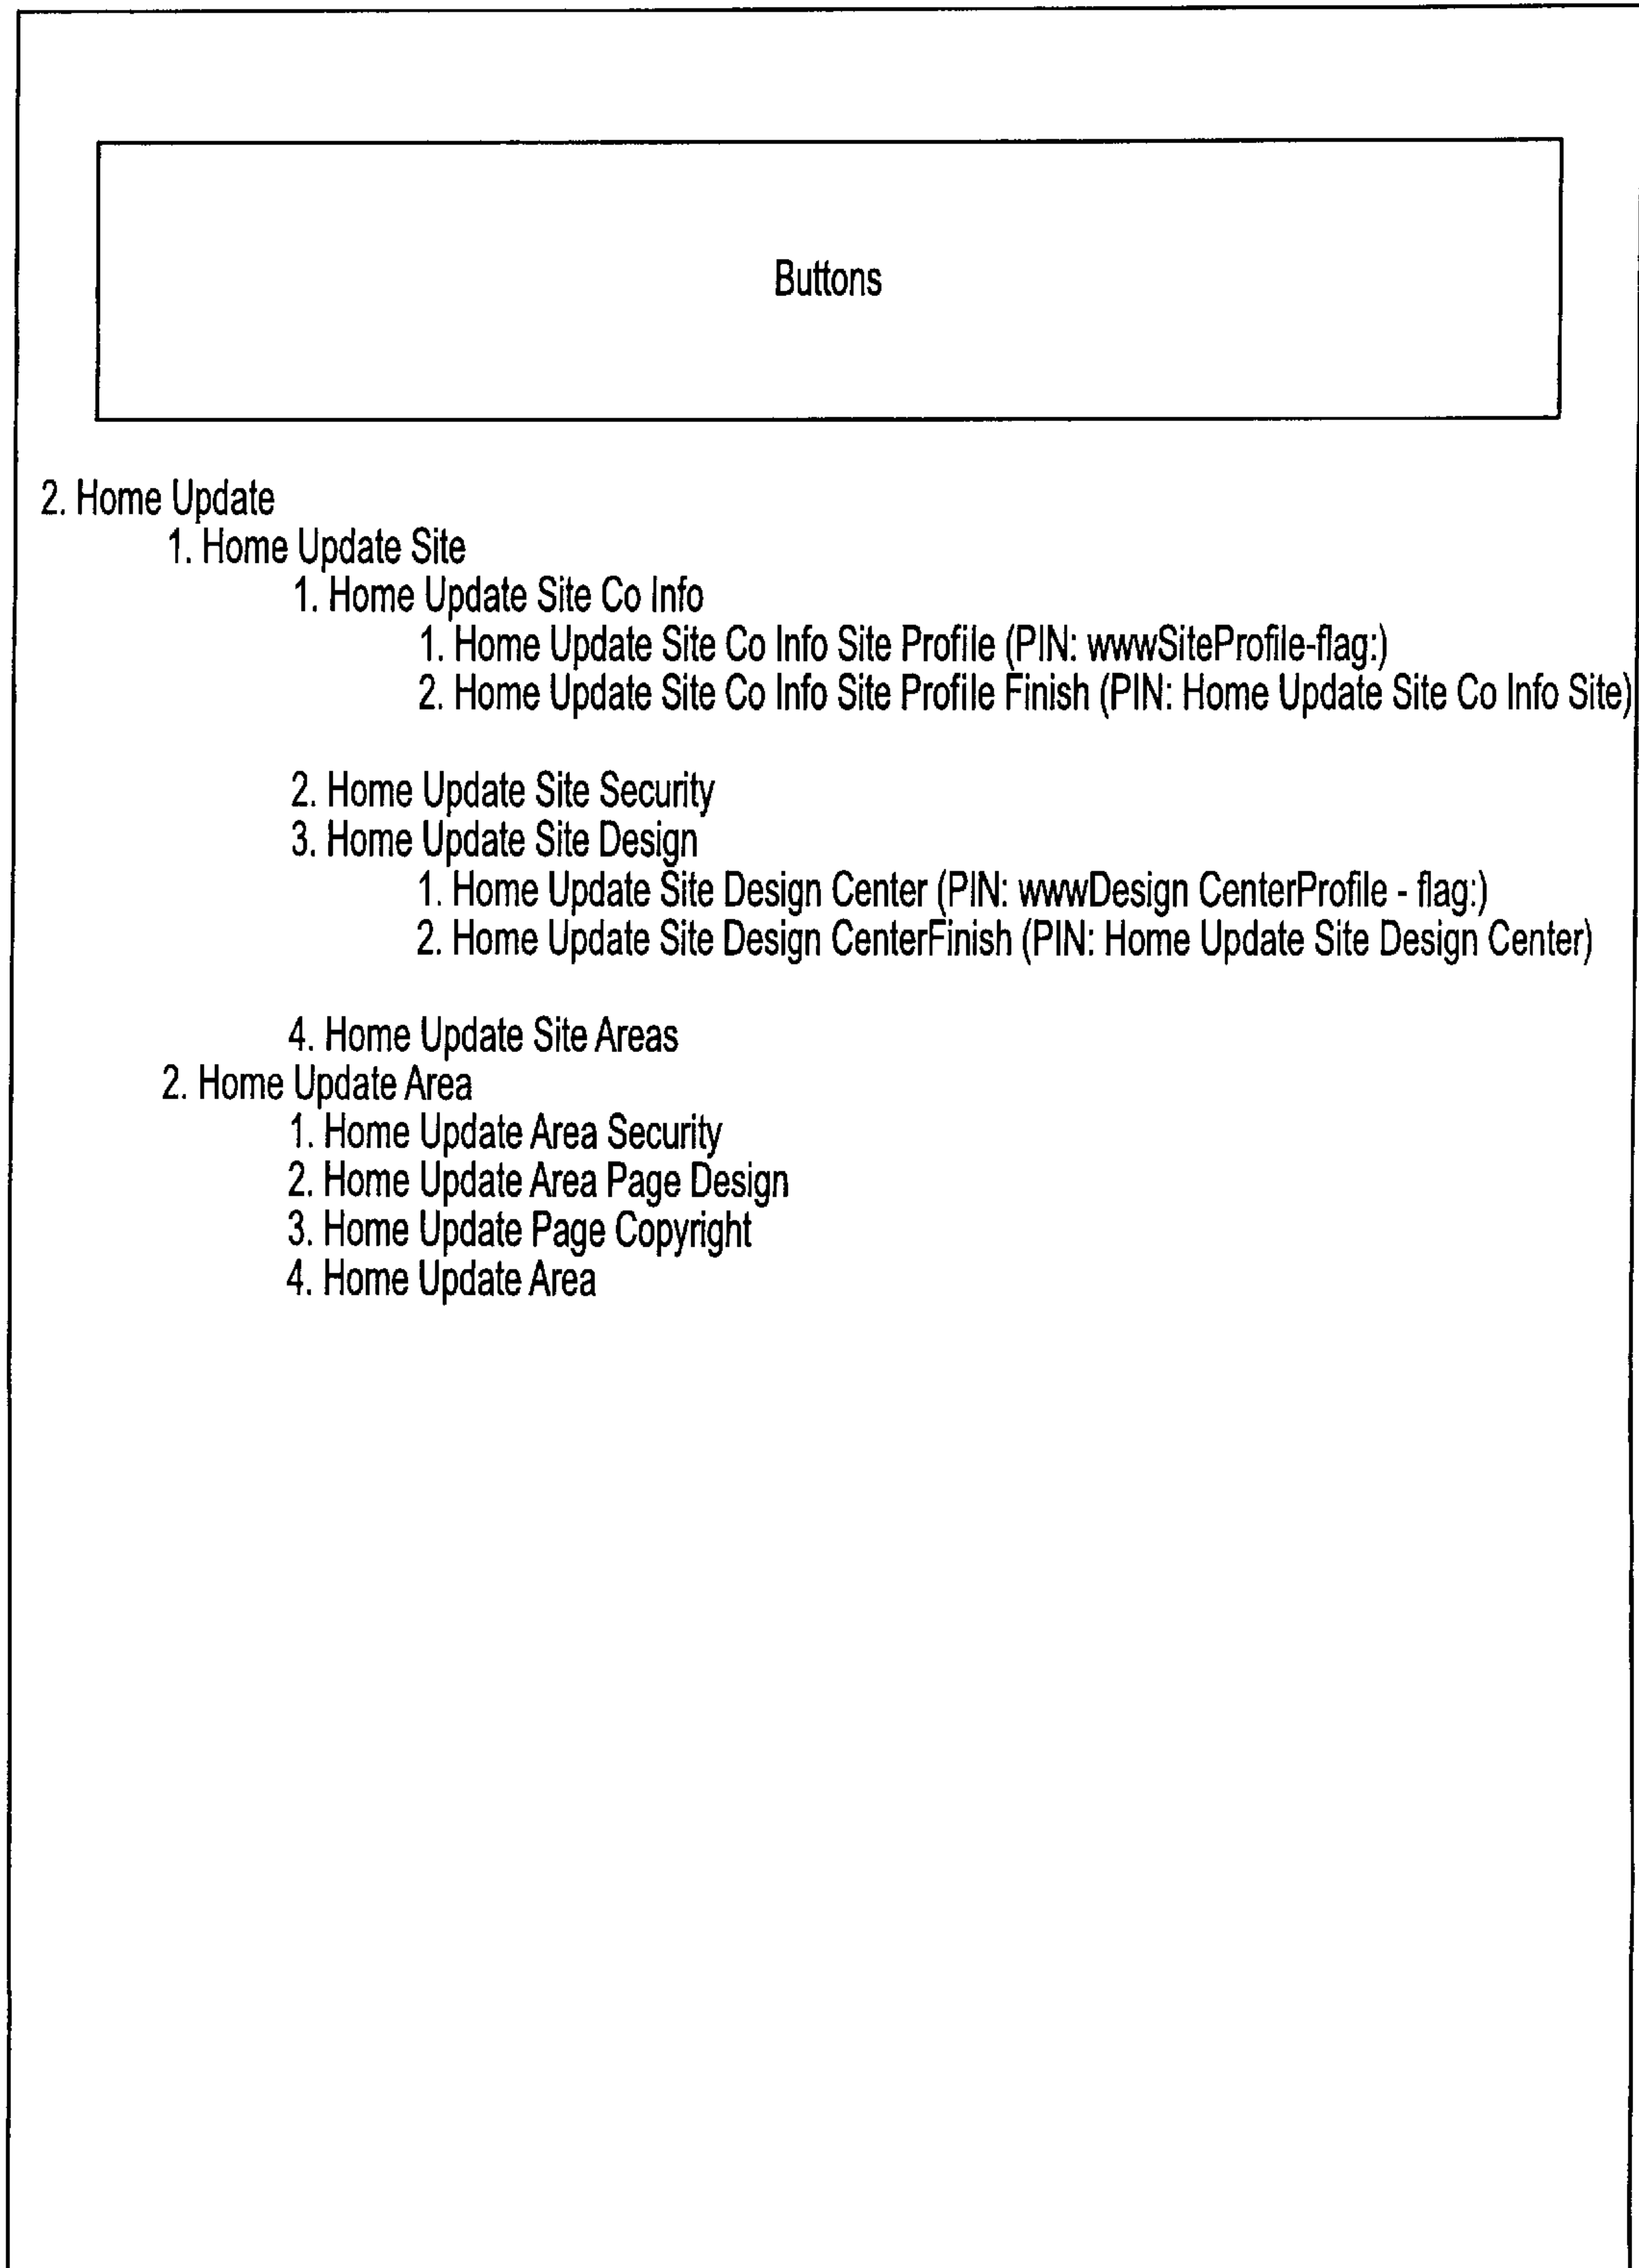 Buttons
2. Home Update
1. Home Update Site
1. Home Update Site Co Info
1. Home Update Site Co Info Site Profile (PIN: wwwSiteProfile-flag:)
2. Home Update Site Co Info Site Profile Finish (PIN: Home Update Site Co Info Site)
2. Home Update Site Security
3. Home Update Site Design
1. Home Update Site Design Center (PIN: wwwDesign CenterProfile - flag:)
2. Home Update Site Design CenterFinish (PIN: Home Update Site Design Center)
4. Home Update Site Areas
2. Home Update Area
1. Home Update Area Security
2. Home Update Area Page Design
3. Home Update Page Copyright
4. Home Update Area